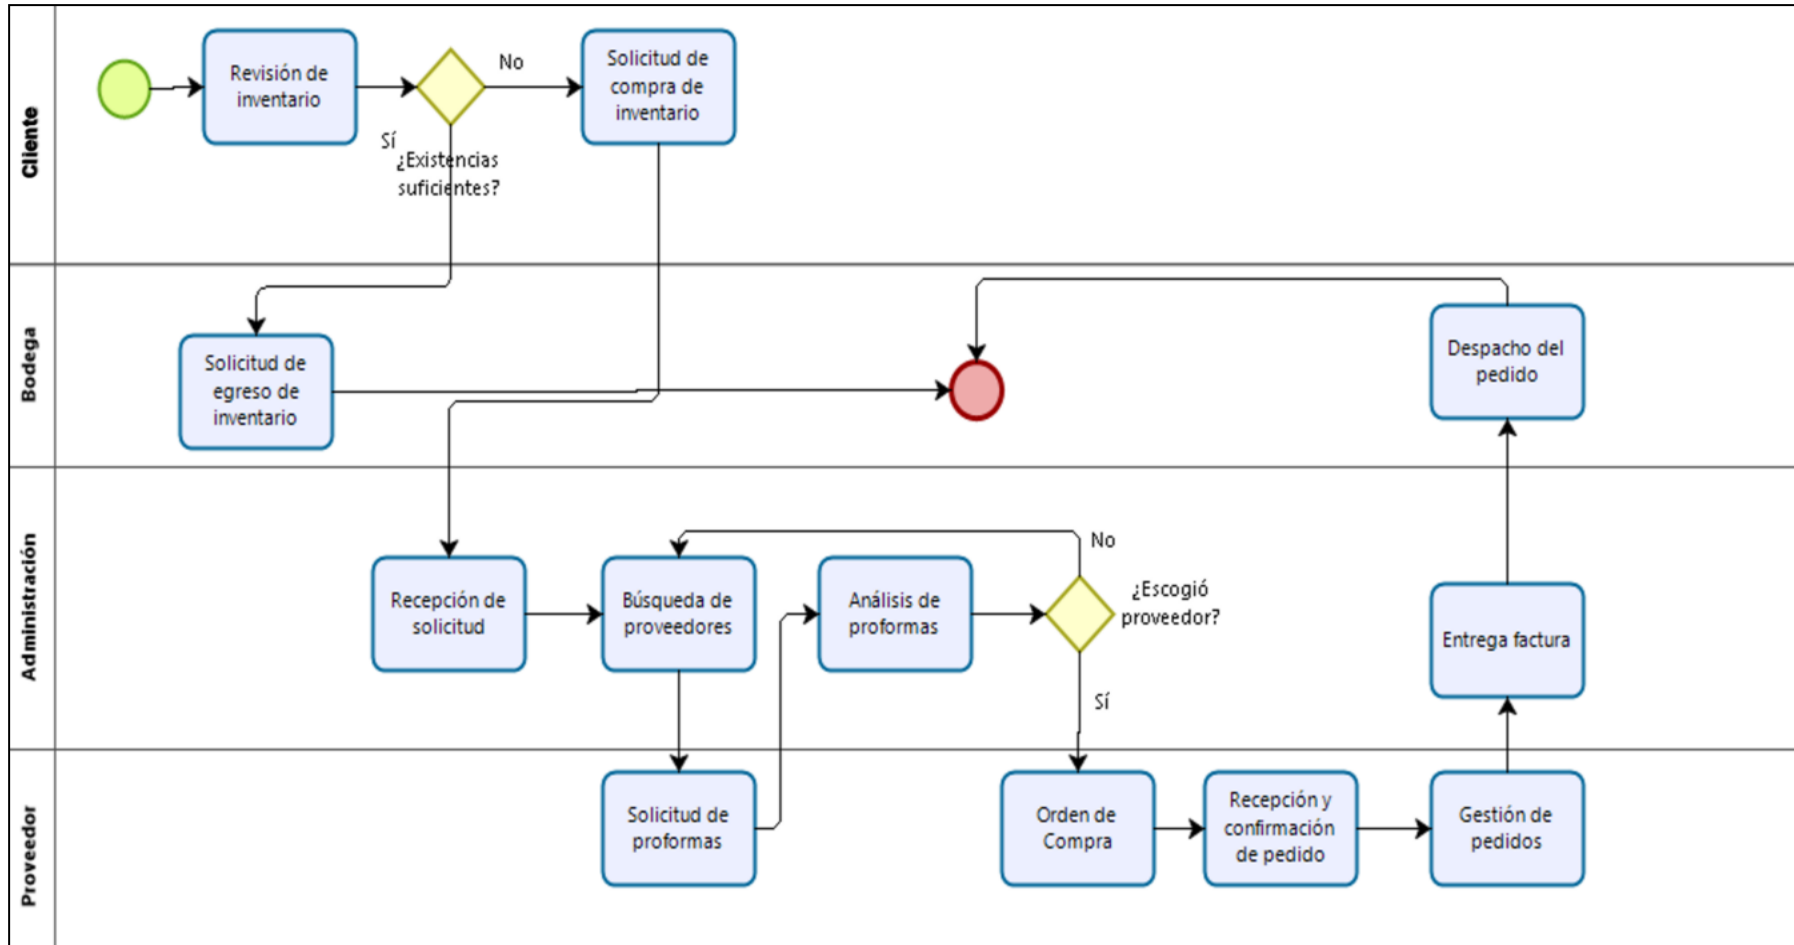 Cliente
Revisión de
inventario
No
Solicitud de
compra de
inventario
Sí
¿Existencias
suficientes?
Bodega
Solicitud de
egreso de
inventario
Despacho del
pedido
Administración
Recepción de
solicitud
Búsqueda de
proveedores
Análisis de
proformas
No
¿Escogió
proveedor?
Sí
Entrega factura
Proveedor
Solicitud de
proformas
Orden de
Compra
Recepción y
confirmación
de pedido
Gestión de
pedidos